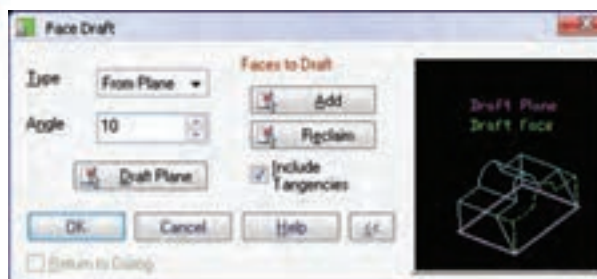 Face Draft
Type
From Plane
Angle
10
Draft Plane
Faces to Draft
Add
Reclaim
Include
Tangencies
OK
Cancel
Help
<<
Return to Dialog
Draft Plane
Draft Face